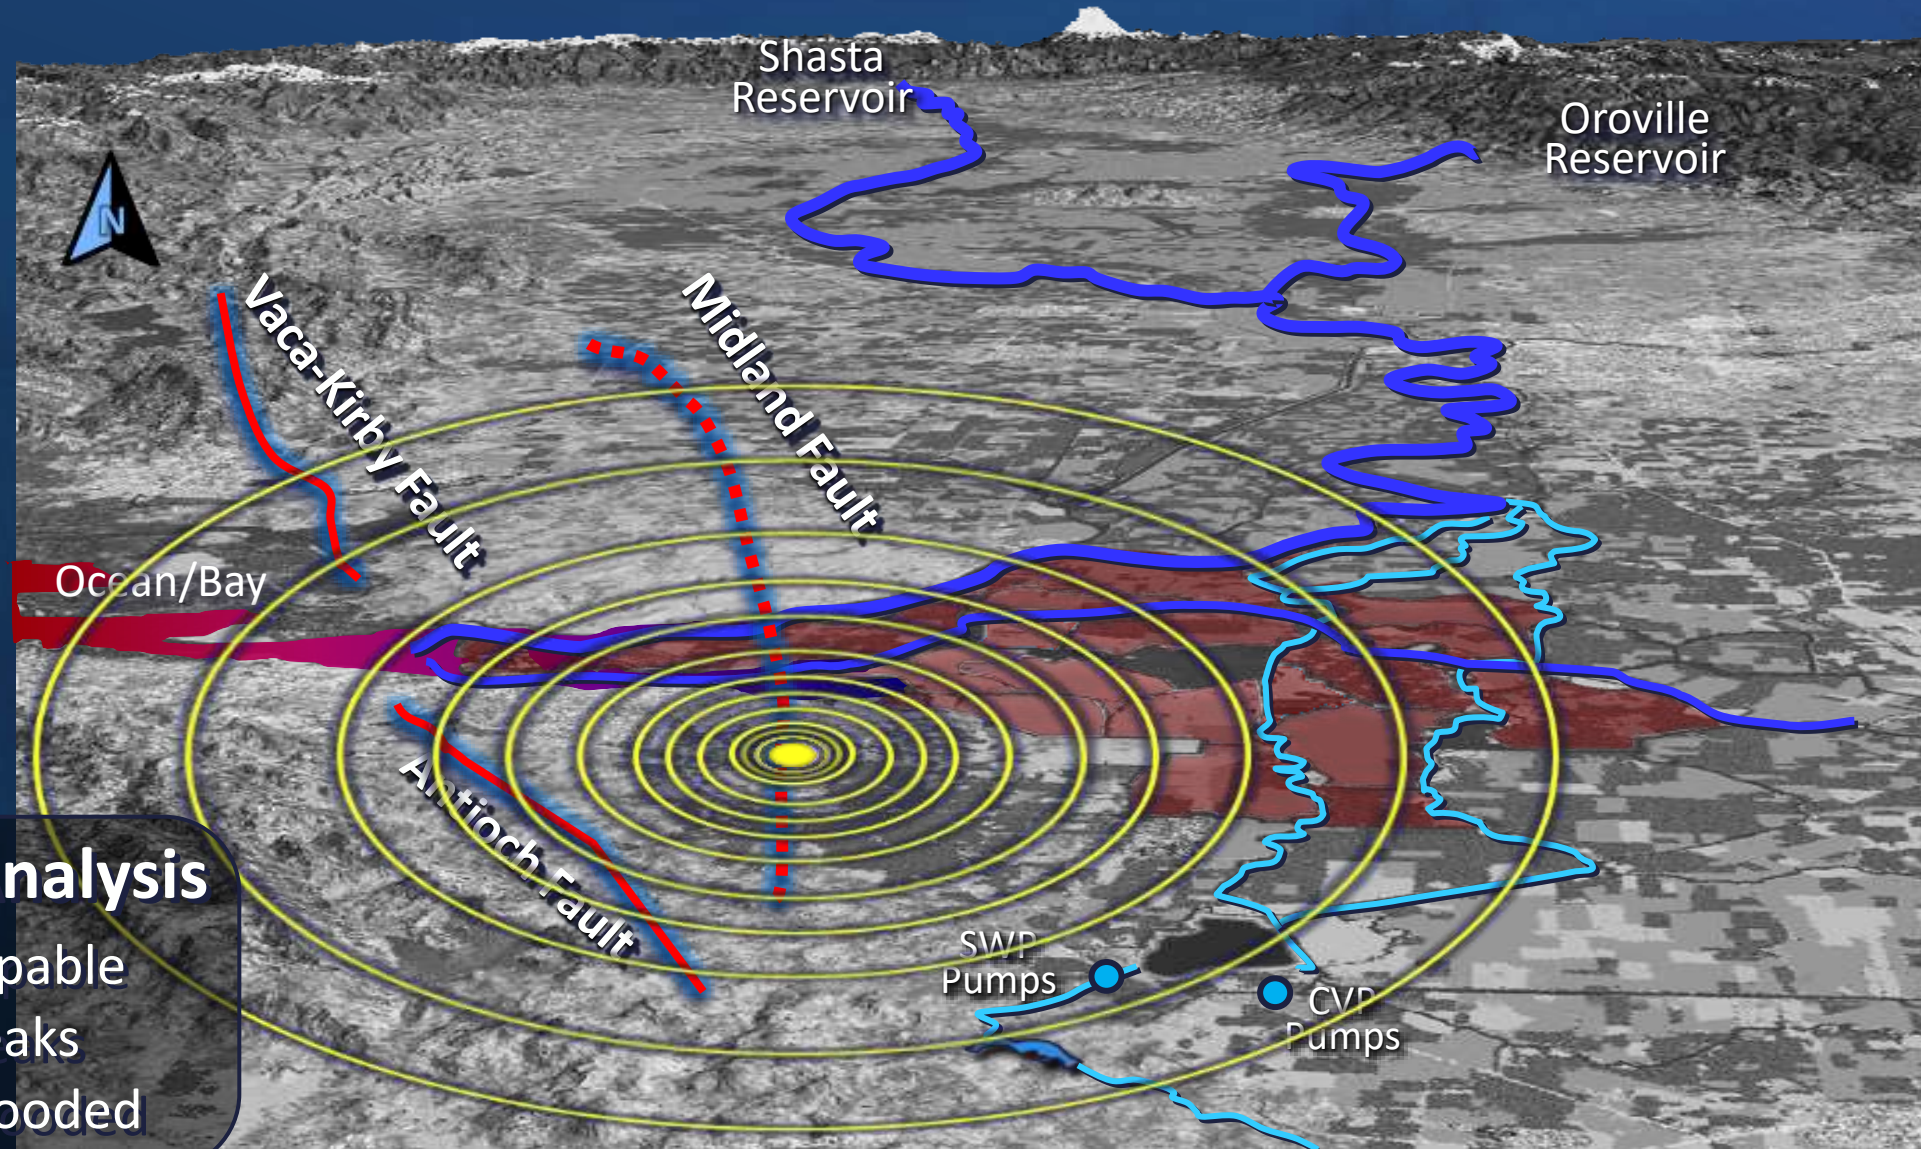 Shasta
Reservoir
Oroville
Reservoir
N
Vaca-Kirby Fault
Midland Fault
Ocean/Bay
Antioch Fault
nalysis
pable
eaks
ooded
SWP
Pumps
CVP
Pumps